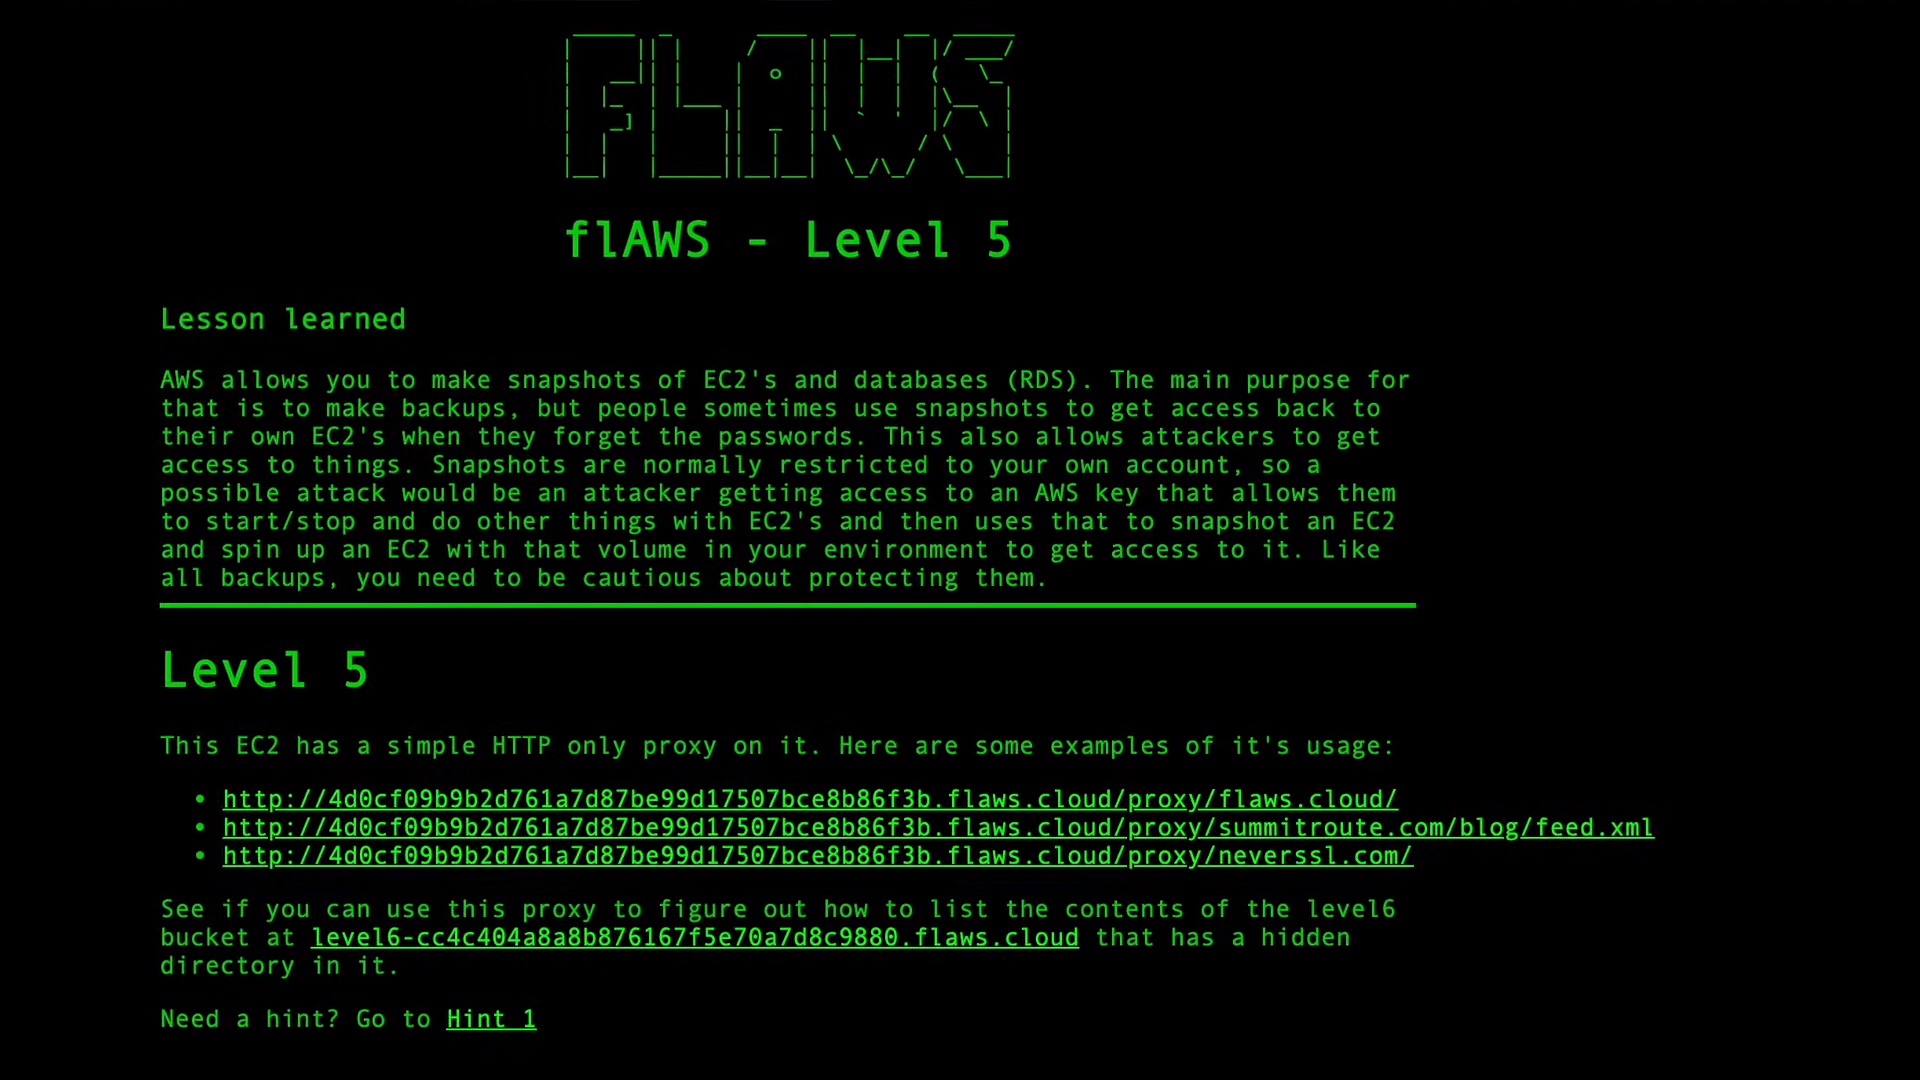 flAWS - Level 5
Lesson learned
AWS allows you to make snapshots of EC2's and databases (RDS). The main purpose for
that is to make backups, but people sometimes use snapshots to get access back to
their own EC2's when they forget the passwords. This also allows attackers to get
access to things. Snapshots are normally restricted to your own account, so a
possible attack would be an attacker getting access to an AWS key that allows them
to start/stop and do other things with EC2's and then uses that to snapshot an EC2
and spin up an EC2 with that volume in your environment to get access to it. Like
all backups, you need to be cautious about protecting them.
Level 5
This EC2 has a simple HTTP only proxy on it. Here are some examples of it's usage:
• http://4d0cf09b9b2d761a7d87be99d17507bce8b86f3b.flaws.cloud/proxy/flaws.cloud/
• http://4d0cf09b9b2d761a7d87be99d17507bce8b86f3b.flaws.cloud/proxy/summitroute.com/blog/feed.xml
• http://4d0cf09b9b2d761a7d87be99d17507bce8b86f3b.flaws.cloud/proxy/neverssl.com/
See if you can use this proxy to figure out how to list the contents of the level6
bucket at level6-cc4c404a8a8b876167f5e70a7d8c9880.flaws.cloud that has a hidden
directory in it.
Need a hint? Go to Hint 1